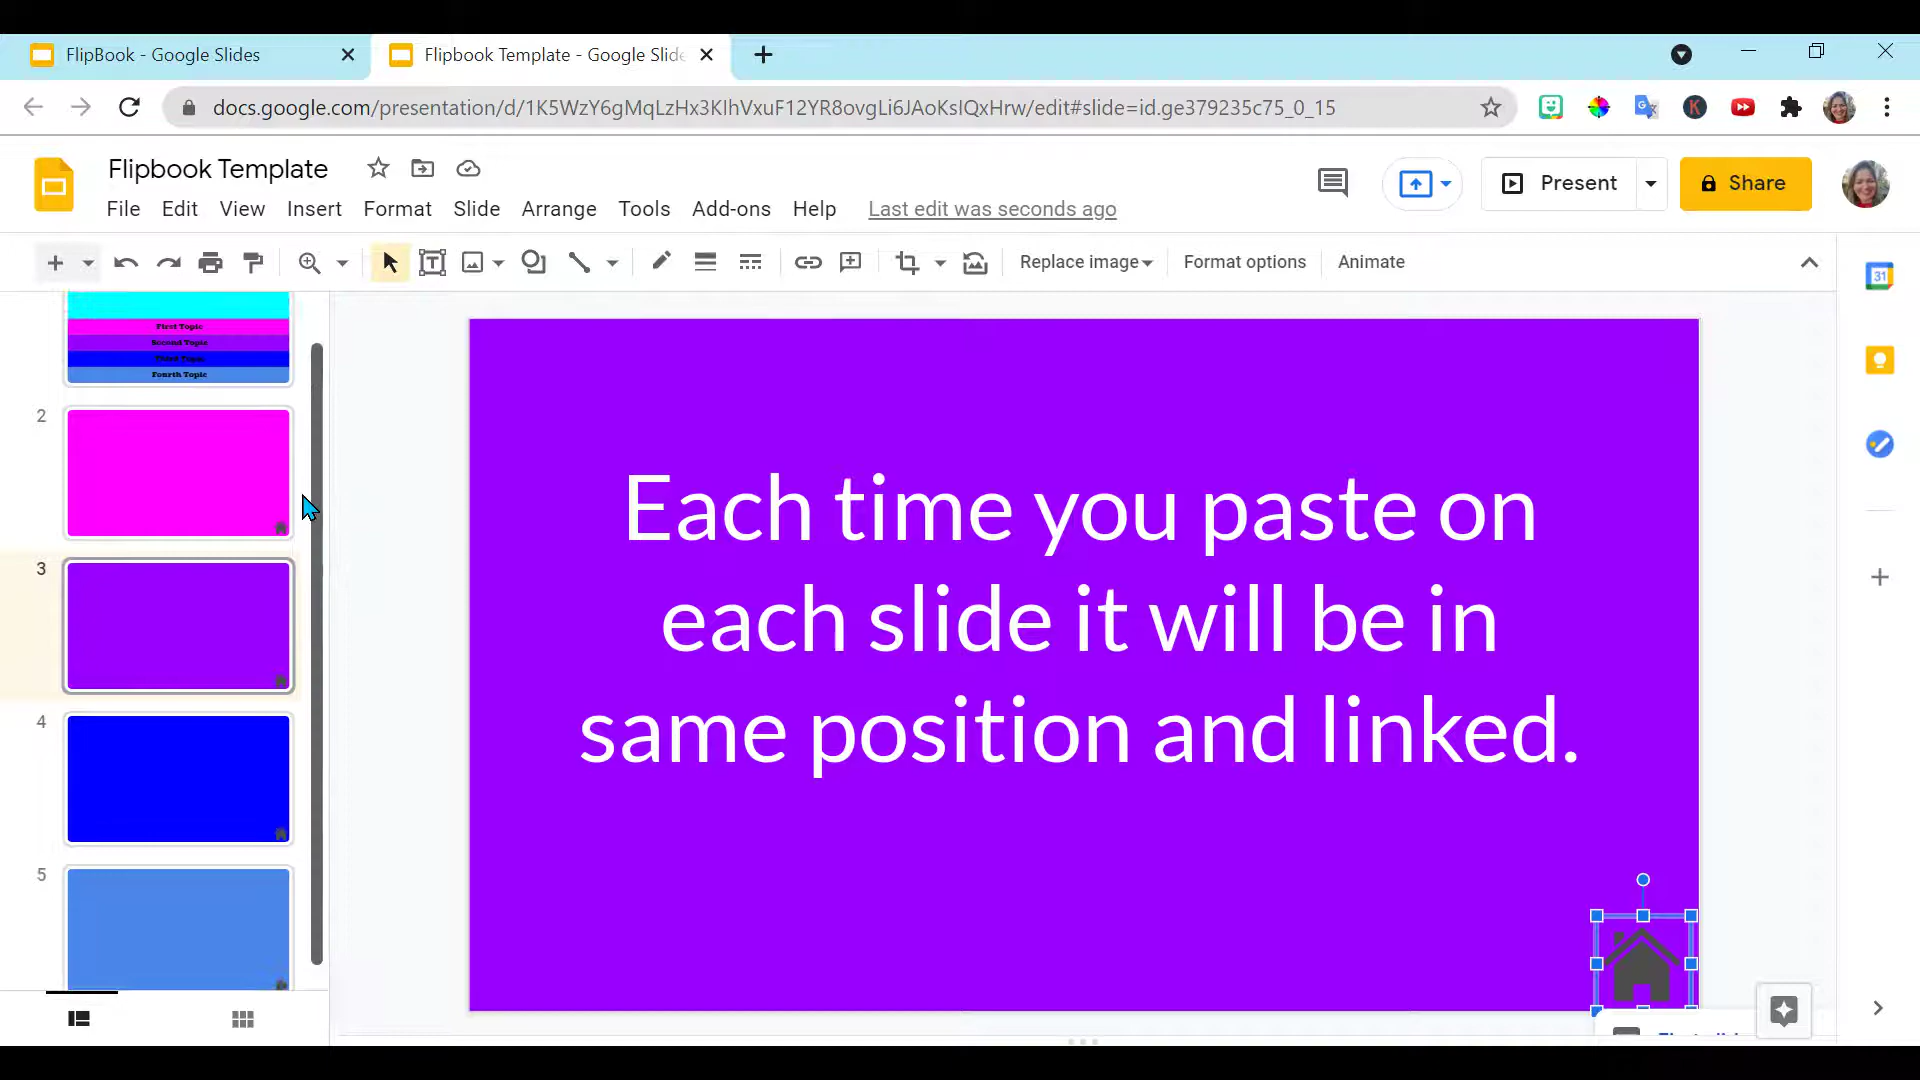 FlipBook - Google Slides
Flipbook Template - Google Slide
docs.google.com/presentation/d/1K5WzY6gMqLzHx3KIhVxuF12YR8ovgLi6JAoKsIQxHrw/edit#slide=id.ge379235c75_0_15
Flipbook Template
Present
Share
File Edit View Insert Format Slide Arrange Tools Add-ons Help Last edit was seconds ago
Replace image Format options Animate
31
First Topic
Second Topic
Third Topic
Fourth Topic
2
3
4
5
Each time you paste on
each slide it will be in
same position and linked.